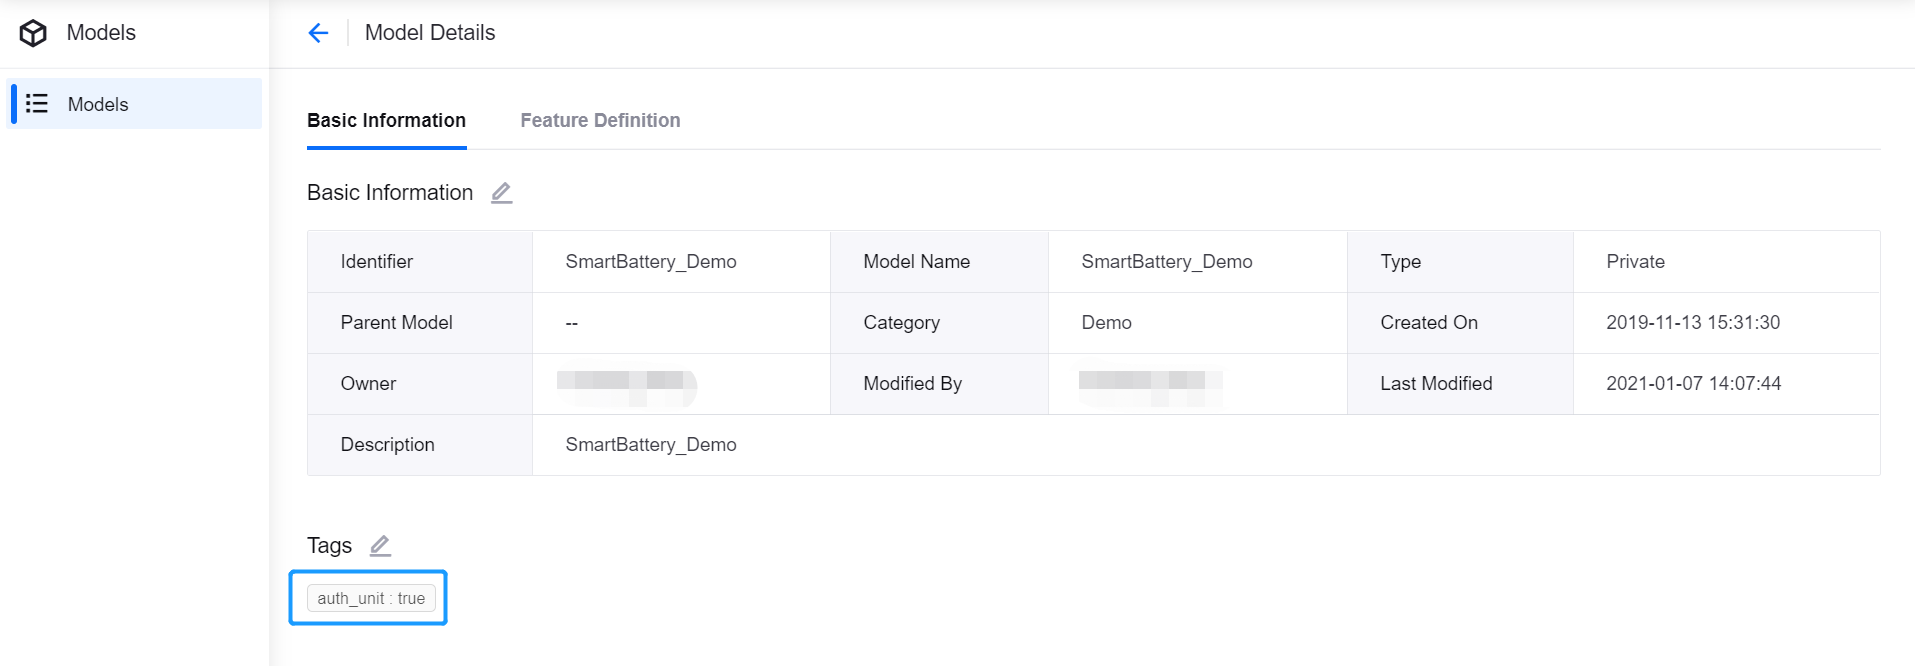 Models
Models
Model Details
Basic Information Feature Definition
Basic Information
Identifier SmartBattery_Demo Model Name SmartBattery_Demo Type Private
Parent Model -- Category Demo Created On 2019-11-13 15:31:30
Owner Modified By Last Modified 2021-01-07 14:07:44
Description SmartBattery_Demo
Tags
auth_unit : true